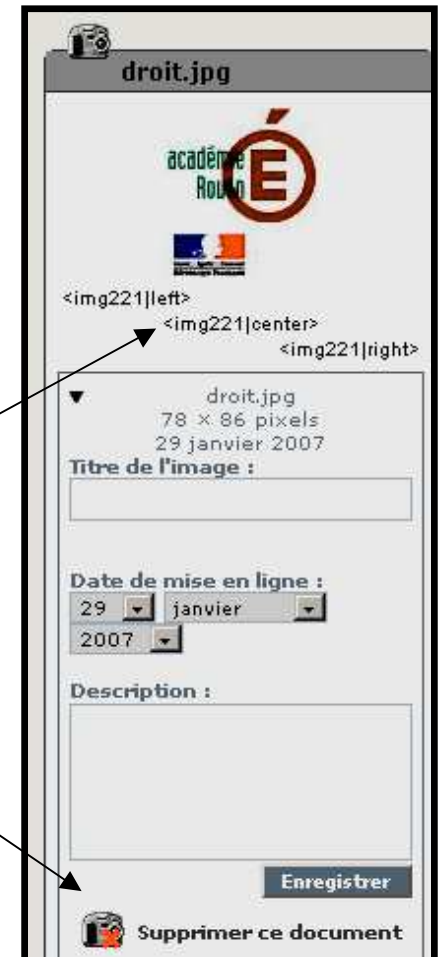 droit.jpg
académie
Rouen
É
<img221|left>
<img221|center>
<img221|right>
droit.jpg
78 × 86 pixels
29 janvier 2007
Titre de l'image :
Date de mise en ligne :
29 janvier
2007
Description :
Enregistrer
Supprimer ce document